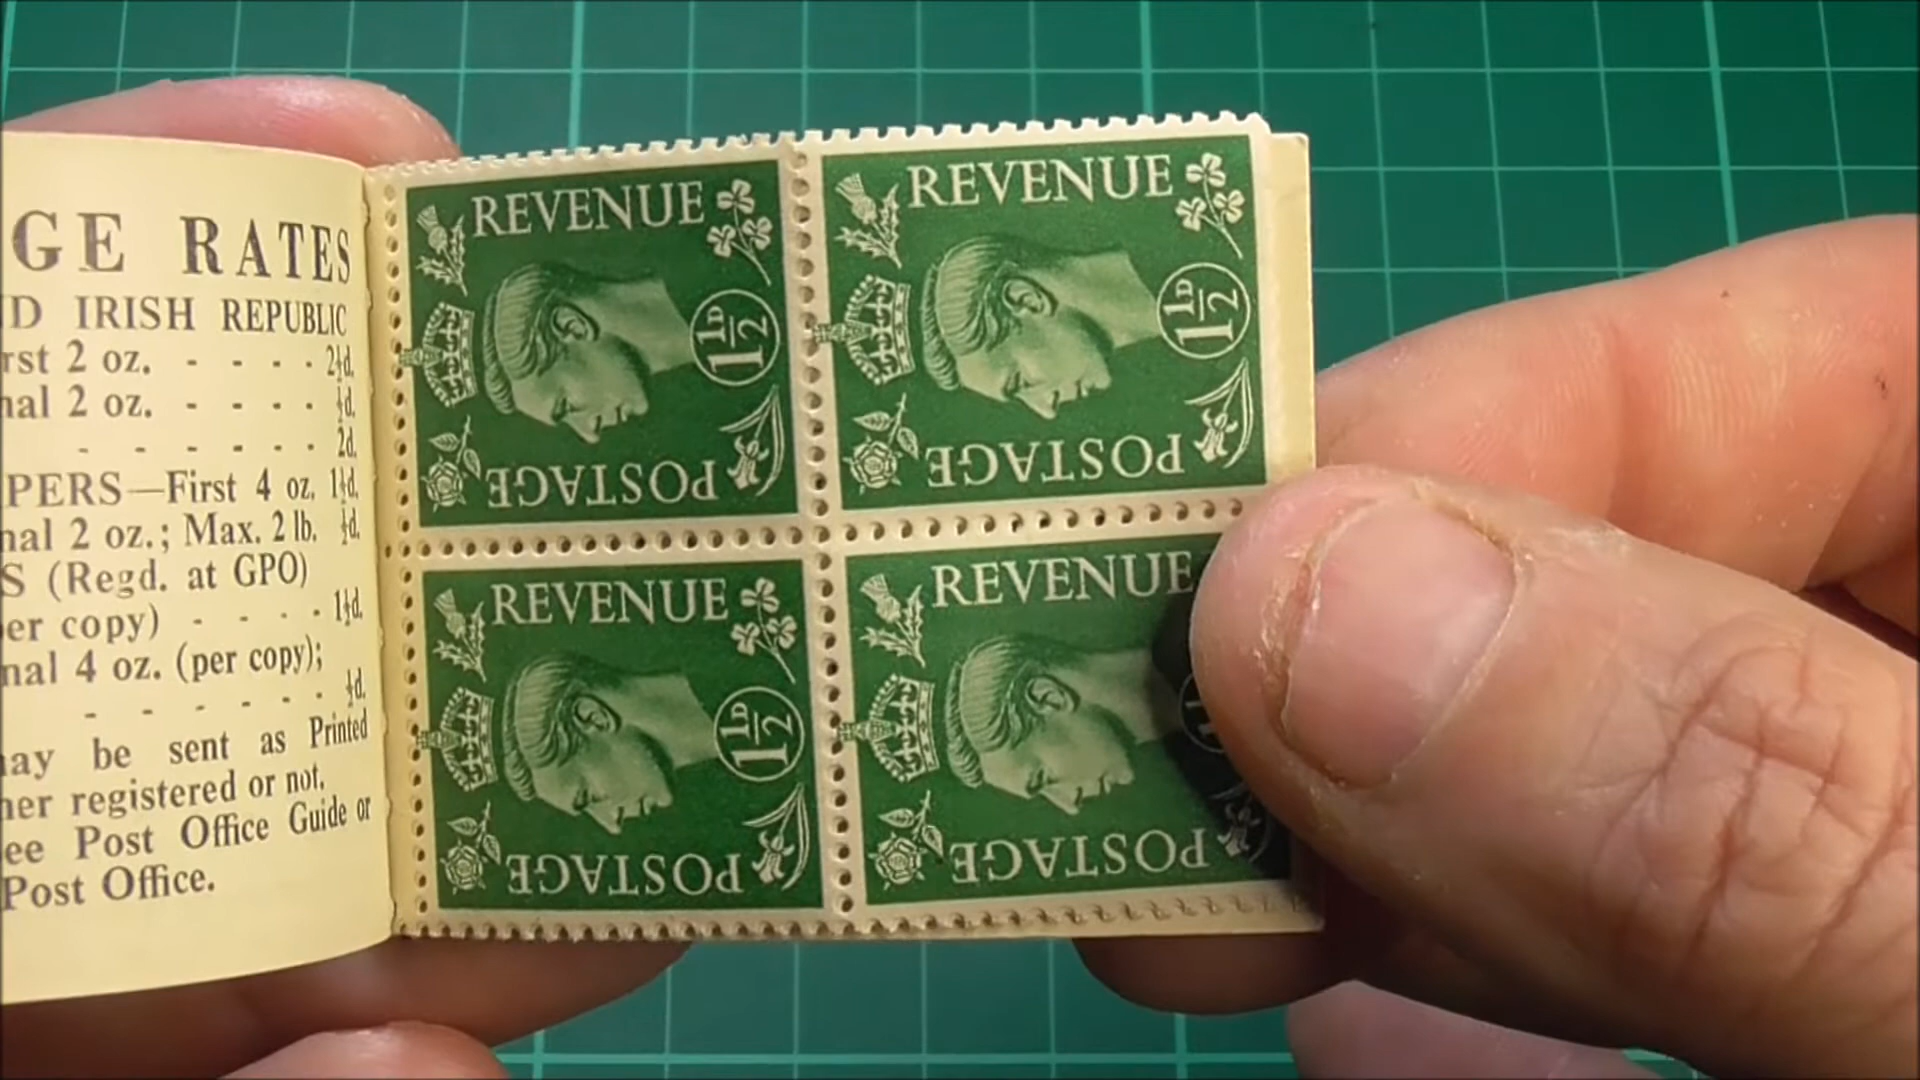 GE RATES
ND IRISH REPUBLIC
rst 2 oz. - - - - 2½d.
nal 2 oz. - - - - ½d.
- - - - - - 2d.
PERS—First 4 oz. 1½d.
nal 2 oz.; Max. 2 lb. ½d.
S (Regd. at GPO)
er copy) - - - - 1½d.
nal 4 oz. (per copy);
- - - - - - ½d.
ay be sent as Printed
her registered or not.
ee Post Office Guide or
Post Office.
REVENUE
1½D
POSTAGE
REVENUE
1½D
POSTAGE
REVENUE
1½D
POSTAGE
REVENUE
POSTAGE